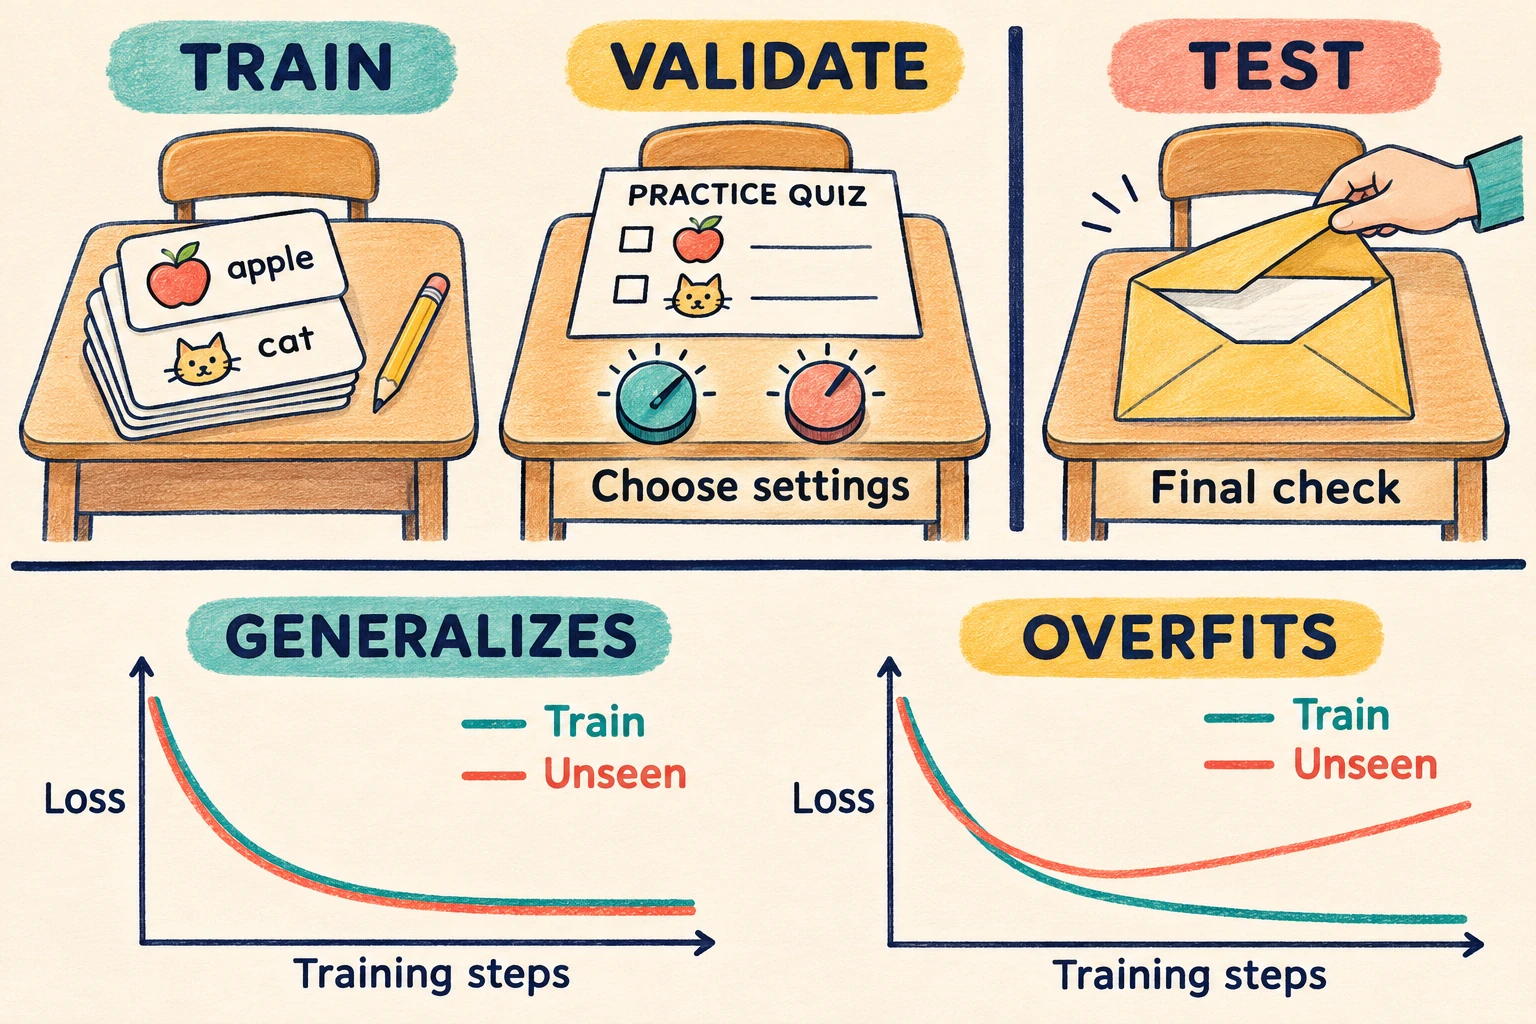 TRAIN
VALIDATE
TEST
apple
cat
PRACTICE QUIZ
Choose settings
Final check
GENERALIZES
Train
Unseen
Loss
Training steps
OVERFITS
Train
Unseen
Loss
Training steps